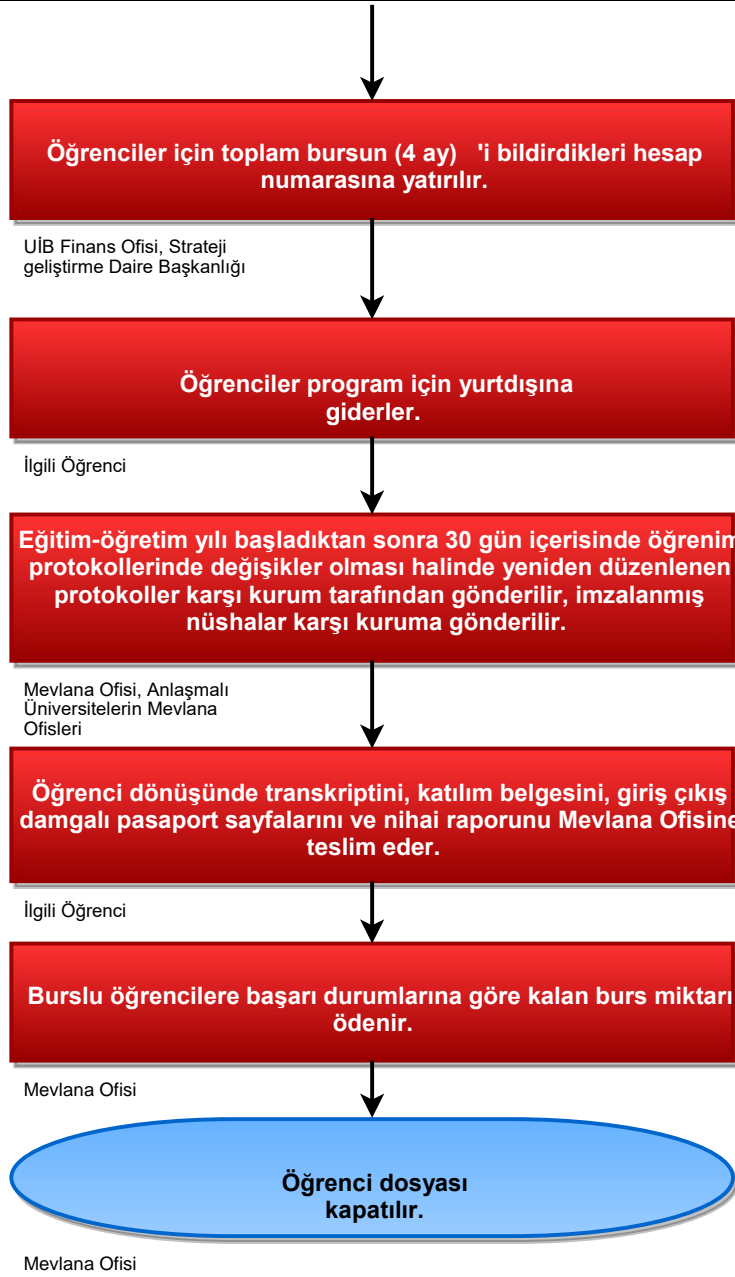 Öğrenciler için toplam bursun (4 ay) 'i bildirdikleri hesap
numarasına yatırılır.
UİB Finans Ofisi, Strateji
geliştirme Daire Başkanlığı
Öğrenciler program için yurtdışına
giderler.
İlgili Öğrenci
Eğitim-öğretim yılı başladıktan sonra 30 gün içerisinde öğrenim
protokollerinde değişikler olması halinde yeniden düzenlenen
protokoller karşı kurum tarafından gönderilir, imzalanmış
nüshalar karşı kuruma gönderilir.
Mevlana Ofisi, Anlaşmalı
Üniversitelerin Mevlana
Ofisleri
Öğrenci dönüşünde transkriptini, katılım belgesini, giriş çıkış
damgalı pasaport sayfalarını ve nihai raporunu Mevlana Ofisine
teslim eder.
İlgili Öğrenci
Burslu öğrencilere başarı durumlarına göre kalan burs miktarı
ödenir.
Mevlana Ofisi
Öğrenci dosyası
kapatılır.
Mevlana Ofisi